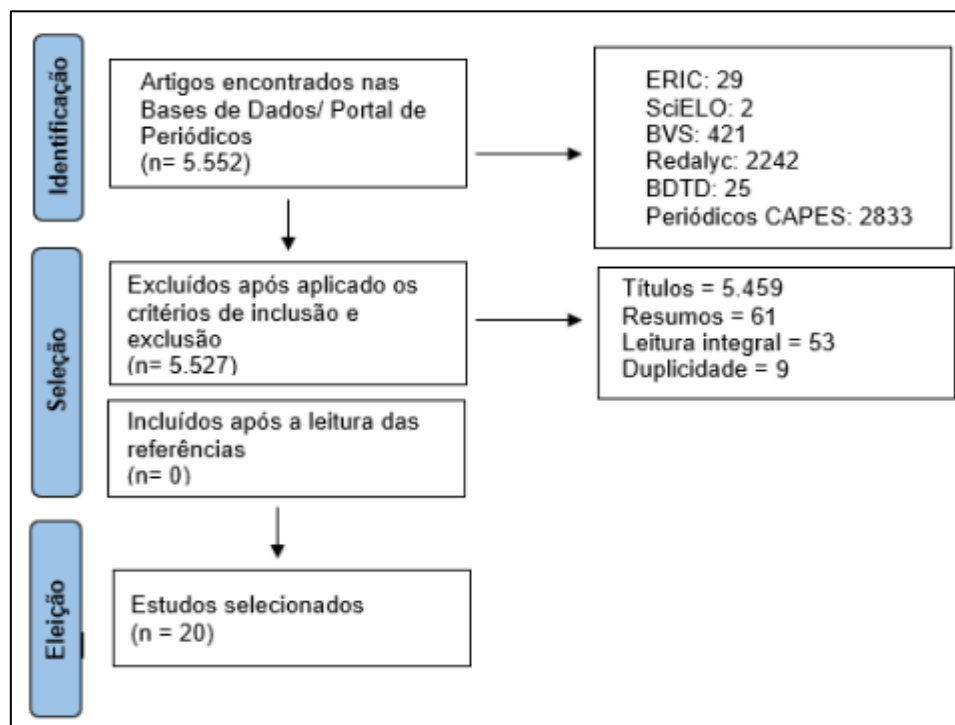 Identificação
Artigos encontrados nas
Bases de Dados/ Portal de
Periódicos
(n= 5.552)
ERIC: 29
SciELO: 2
BVS: 421
Redalyc: 2242
BDTD: 25
Periódicos CAPES: 2833
Seleção
Excluídos após aplicado os
critérios de inclusão e
exclusão
(n= 5.527)
Títulos = 5.459
Resumos = 61
Leitura integral = 53
Duplicidade = 9
Incluídos após a leitura das
referências
(n= 0)
Eleição
Estudos selecionados
(n = 20)